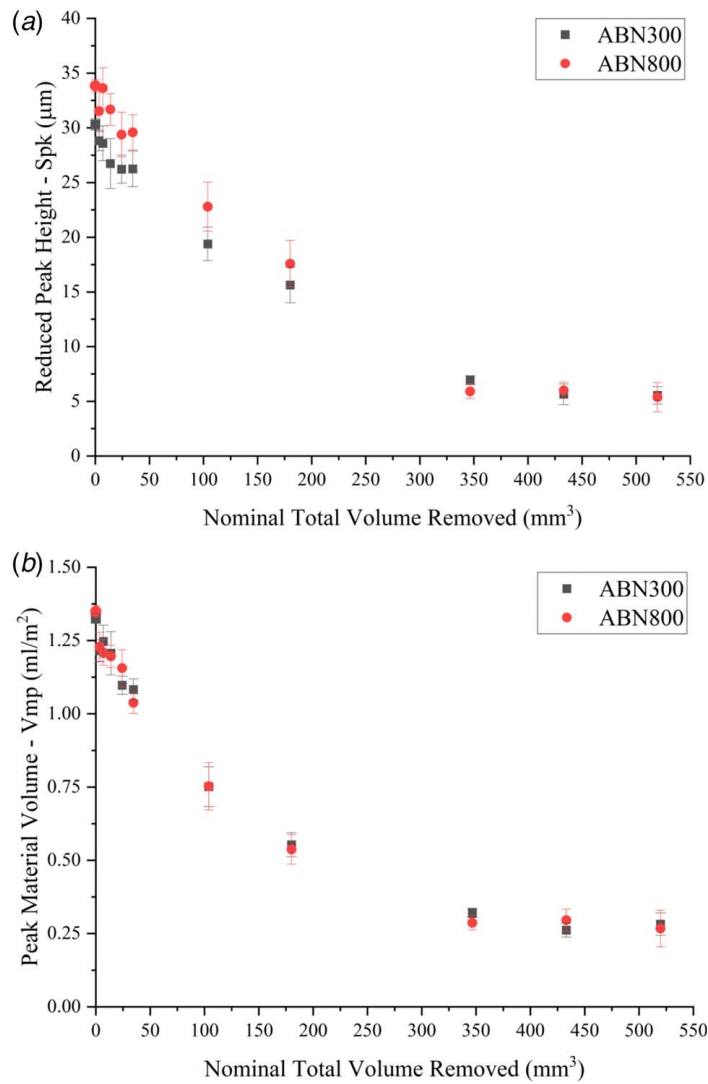 (a)
40
35
30
25
20
15
10
5
0
Reduced Peak Height - Spk (μm)
ABN300
ABN800
0 50 100 150 200 250 300 350 400 450 500 550
Nominal Total Volume Removed (mm³)
(b)
1.50
1.25
1.00
0.75
0.50
0.25
0.00
Peak Material Volume - Vmp (ml/m²)
ABN300
ABN800
0 50 100 150 200 250 300 350 400 450 500 550
Nominal Total Volume Removed (mm³)